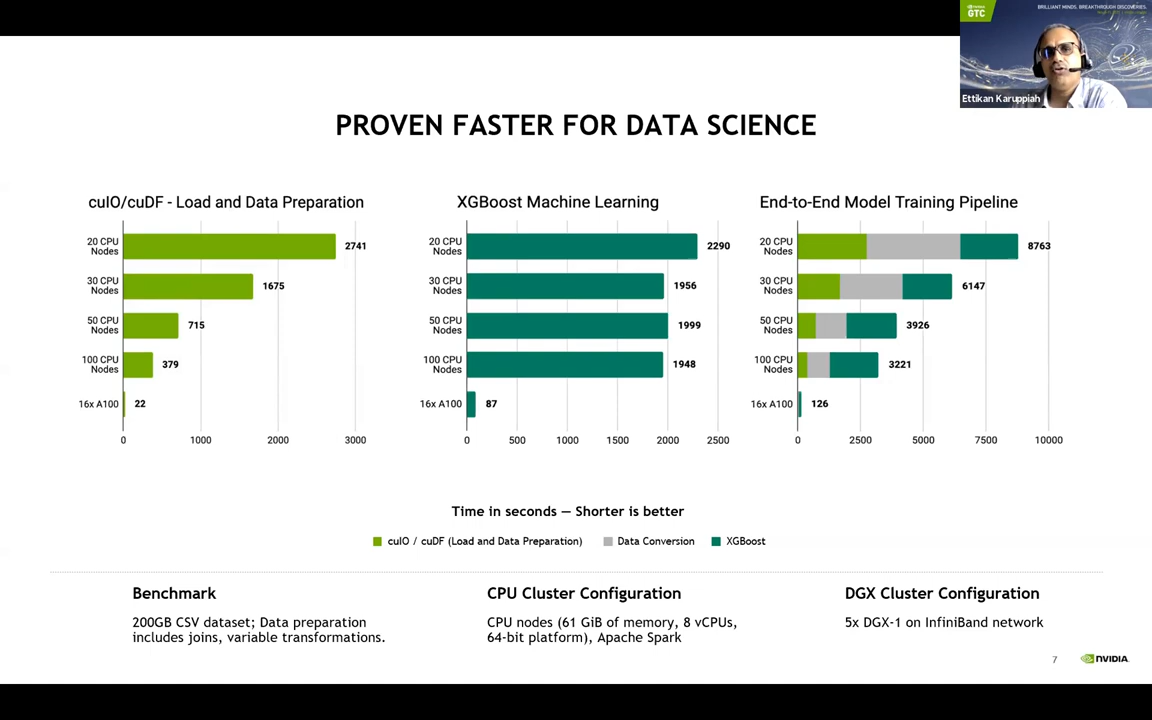 NVIDIA
GTC
BRILLIANT MINDS. BREAKTHROUGH DISCOVERIES.
Ettikan Karuppiah
PROVEN FASTER FOR DATA SCIENCE
cuIO/cuDF - Load and Data Preparation
20 CPU
Nodes
2741
30 CPU
Nodes
1675
50 CPU
Nodes
715
100 CPU
Nodes
379
16x A100
22
0 1000 2000 3000
XGBoost Machine Learning
20 CPU
Nodes
2290
30 CPU
Nodes
1956
50 CPU
Nodes
1999
100 CPU
Nodes
1948
16x A100
87
0 500 1000 1500 2000 2500
End-to-End Model Training Pipeline
20 CPU
Nodes
8763
30 CPU
Nodes
6147
50 CPU
Nodes
3926
100 CPU
Nodes
3221
16x A100
126
0 2500 5000 7500 10000
Time in seconds — Shorter is better
cuIO / cuDF (Load and Data Preparation)
Data Conversion
XGBoost
Benchmark
200GB CSV dataset; Data preparation
includes joins, variable transformations.
CPU Cluster Configuration
CPU nodes (61 GiB of memory, 8 vCPUs,
64-bit platform), Apache Spark
DGX Cluster Configuration
5x DGX-1 on InfiniBand network
7
NVIDIA.